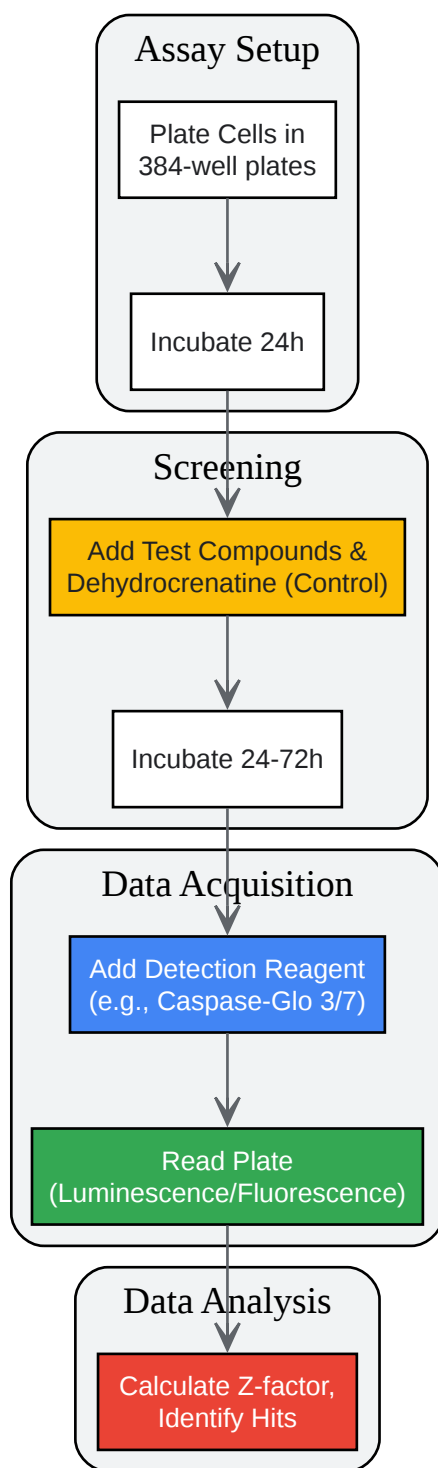 Assay Setup
Plate Cells in
384-well plates
Incubate 24h
Screening
Add Test Compounds &
Dehydrocrenatine (Control)
Incubate 24-72h
Data Acquisition
Add Detection Reagent
(e.g., Caspase-Glo 3/7)
Read Plate
(Luminescence/Fluorescence)
Data Analysis
Calculate Z-factor,
Identify Hits